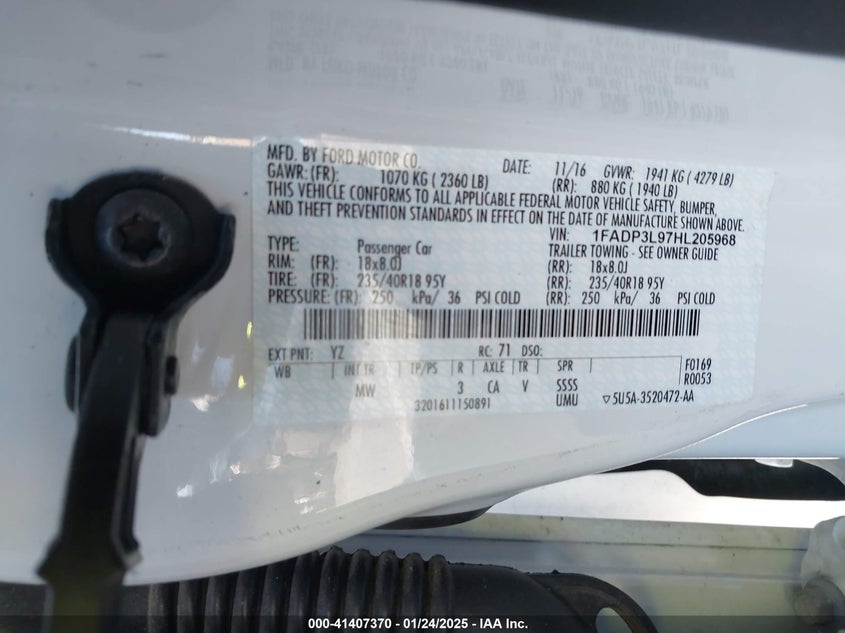 MFD. BY FORD MOTOR CO. DATE: 11/16 GVWR: 1941 KG ( 4279 LB)
GAWR: (FR): 1070 KG ( 2360 LB) (RR): 880 KG ( 1940 LB)
THIS VEHICLE CONFORMS TO ALL APPLICABLE FEDERAL MOTOR VEHICLE SAFETY, BUMPER,
AND THEFT PREVENTION STANDARDS IN EFFECT ON THE DATE OF MANUFACTURE SHOWN ABOVE.
VIN: 1FADP3L97HL205968
TYPE: Passenger Car TRAILER TOWING - SEE OWNER GUIDE
RIM: (FR): 18x8.0J (RR): 18x8.0J
TIRE: (FR): 235/40R18 95Y (RR): 235/40R18 95Y
PRESSURE: (FR): 250 kPa/ 36 PSI COLD (RR): 250 kPa/ 36 PSI COLD
EXT PNT: YZ RC: 71 DSO:
WB INT TR TP/PS R AXLE TR SPR F0169
MW 3 CA V SSSS R0053
3201611150891 UMU ▽5U5A-3520472-AA
000-41407370 - 01/24/2025 - IAA Inc.